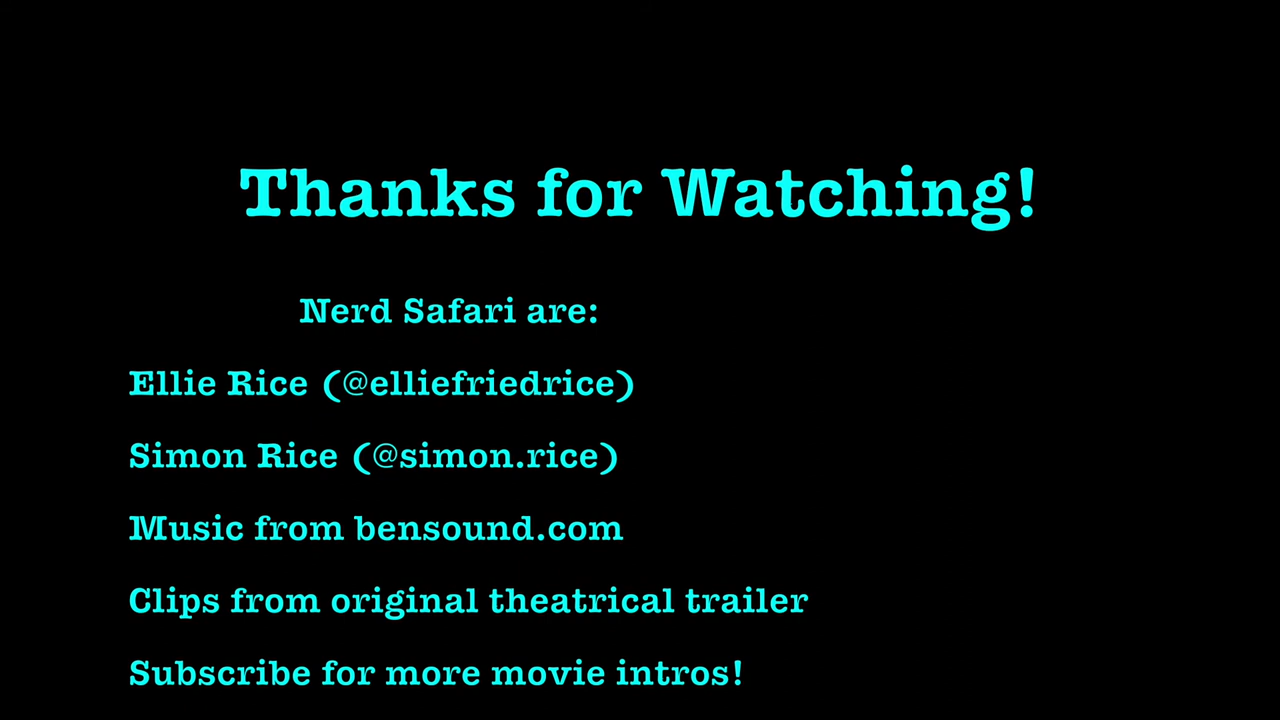 Thanks for Watching!
Nerd Safari are:
Ellie Rice (@elliefriedrice)
Simon Rice (@simon.rice)
Music from bensound.com
Clips from original theatrical trailer
Subscribe for more movie intros!